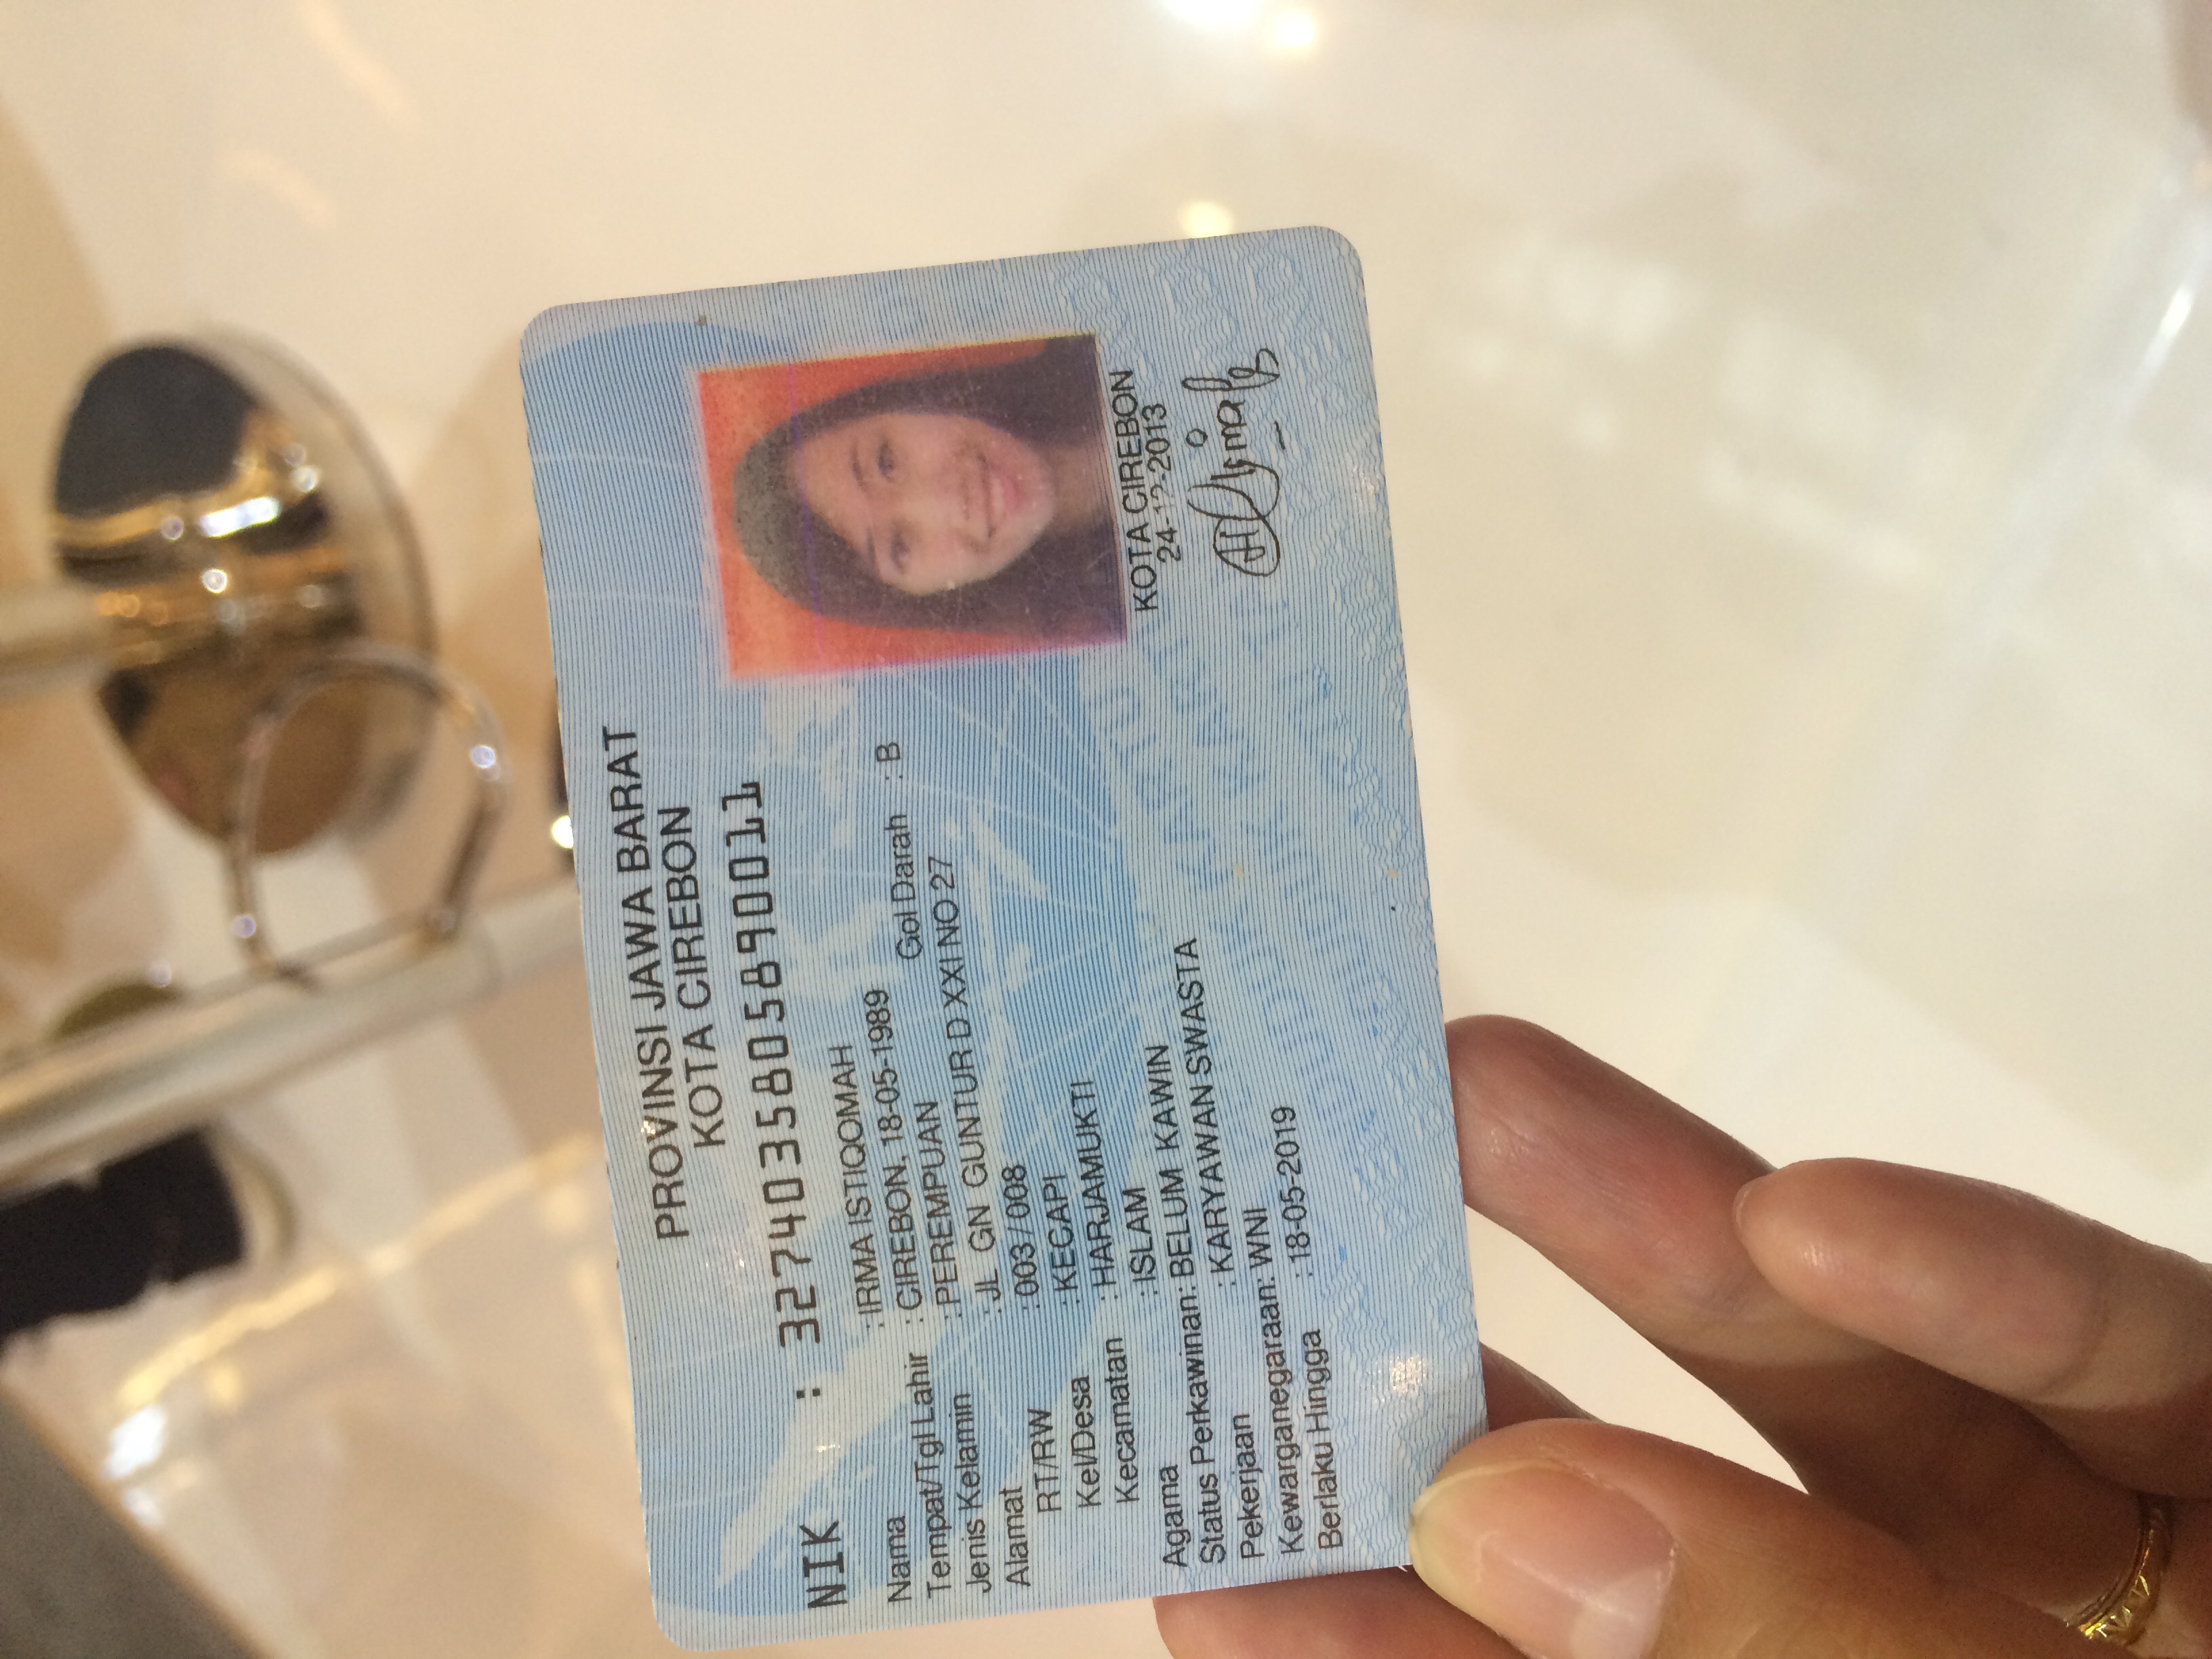 PROVINSI JAWA BARAT
KOTA CIREBON
NIK : 3274035805890011
Nama : IRMA ISTIQOMAH
Tempat/Tgl Lahir : CIREBON, 18-05-1989
Jenis Kelamin : PEREMPUAN Gol Darah : B
Alamat : JL GN GUNTUR D XXI NO 27
RT/RW : 003 / 008
Kel/Desa : KECAPI
Kecamatan : HARJAMUKTI
Agama : ISLAM
Status Perkawinan: BELUM KAWIN
Pekerjaan : KARYAWAN SWASTA
Kewarganegaraan: WNI
Berlaku Hingga : 18-05-2019
KOTA CIREBON
24-12-2013